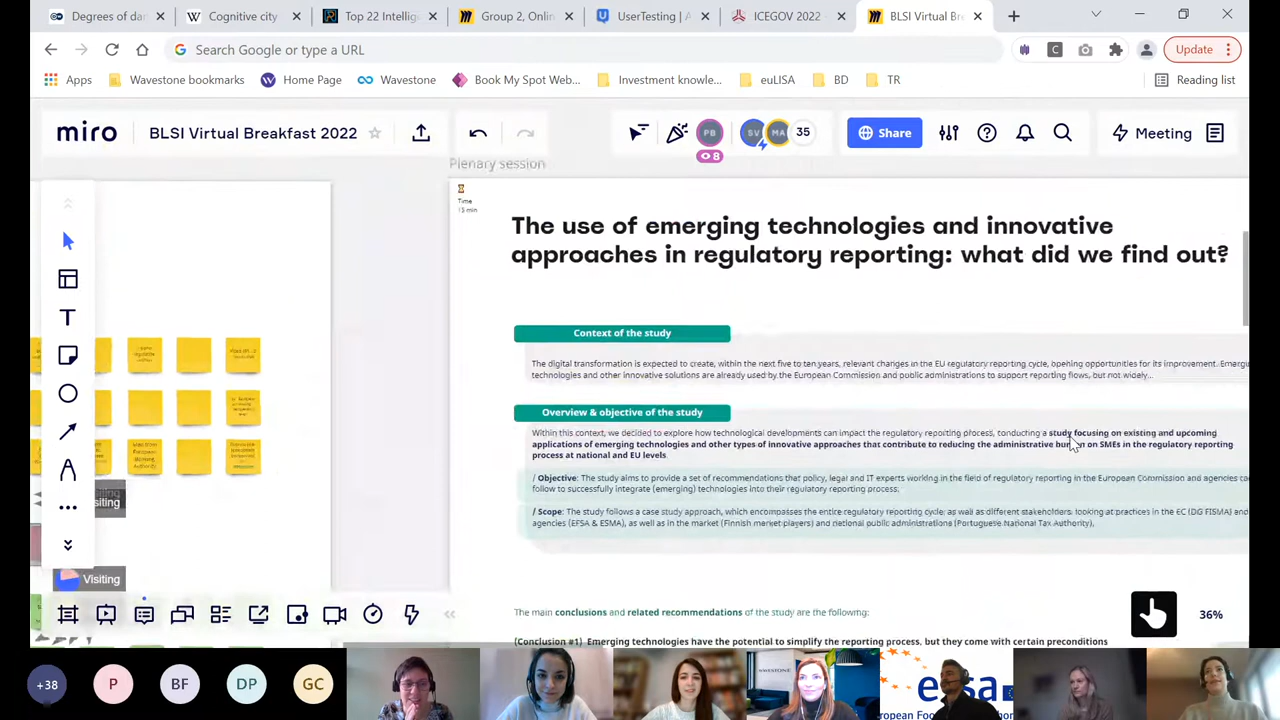 Degrees of da
Cognitive city
Top 22 Intellig
Group 2, Onlin
UserTesting | A
ICEGOV 2022
BLSI Virtual Bre
Search Google or type a URL
Update
Apps
Wavestone bookmarks
Home Page
Wavestone
Book My Spot Web...
Investment knowle...
euLISA
BD
TR
Reading list
miro
BLSI Virtual Breakfast 2022
PB
SV
MA
35
Share
Meeting
8
Plenary session
Time
The use of emerging technologies and innovative
approaches in regulatory reporting: what did we find out?
Context of the study
The digital transformation is expected to create, within the next five to ten years, relevant changes in the EU regulatory reporting cycle, opening opportunities for its improvement. Emergi
technologies and other innovative solutions are already used by the European Commission and public administrations to support reporting flows, but not widely...
Overview & objective of the study
Within this context, we decided to explore how technological developments can impact the regulatory reporting process, conducting a study focusing on existing and upcoming
applications of emerging technologies and other types of innovative approaches that contribute to reducing the administrative on SMEs in the regulatory reporting
process at national and EU levels.
/ Objective: The study aims to provide a set of recommendations that policy, legal and IT experts working in the field of regulatory reporting in the European Commission and agencies ca
follow to successfully integrate (emerging) technologies into their regulatory reporting process;
/ Scope: The study follows a case study approach, which encompasses the entire regulatory reporting cycle, as well as different stakeholders: looking at practices in the EC (DG FISMA) and
agencies (EFSA & ESMA), as well as in the market (Finnish market players) and national public administrations (Portuguese National Tax Authority).
Visiting
The main conclusions and related recommendations of the study are the following:
(Conclusion #1) Emerging technologies have the potential to simplify the reporting process, but they come with certain preconditions
36%
+38
P
BF
DP
GC